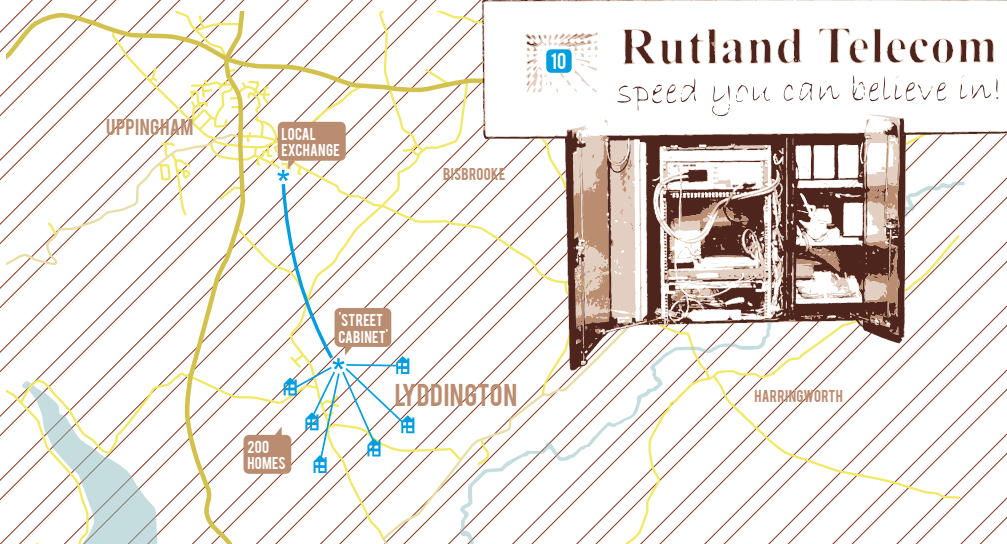 10
Rutland Telecom
speed you can believe in!
UPPINGHAM
LOCAL
EXCHANGE
BISBROOKE
'STREET
CABINET'
LYDDINGTON
HARRINGWORTH
200
HOMES